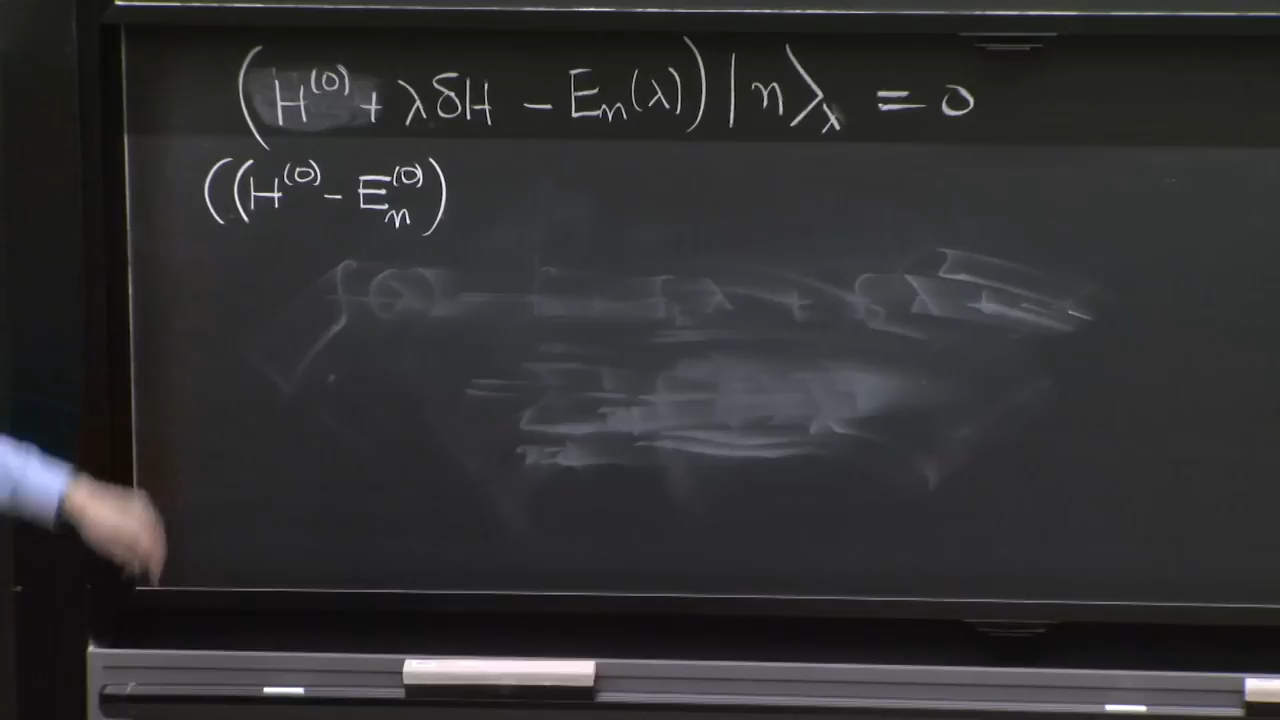 (H^{(0)} + λδH − E_n(λ)) |n⟩_λ = 0
((H^{(0)} − E_n^{(0)})